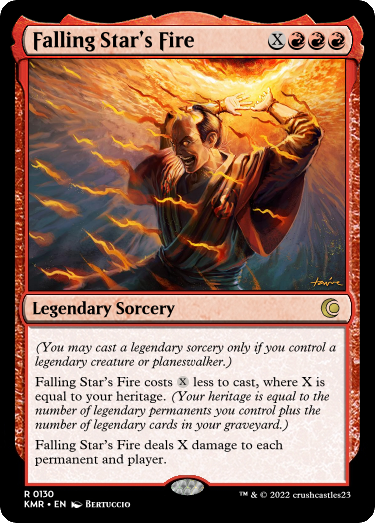 Falling Star's Fire X
Legendary Sorcery
(You may cast a legendary sorcery only if you control a
legendary creature or planeswalker.)
Falling Star's Fire costs X less to cast, where X is
equal to your heritage. (Your heritage is equal to the
number of legendary permanents you control plus the
number of legendary cards in your graveyard.)
Falling Star's Fire deals X damage to each
permanent and player.
R 0130
KMR • EN Bertuccio
™ & © 2022 crushcastles23